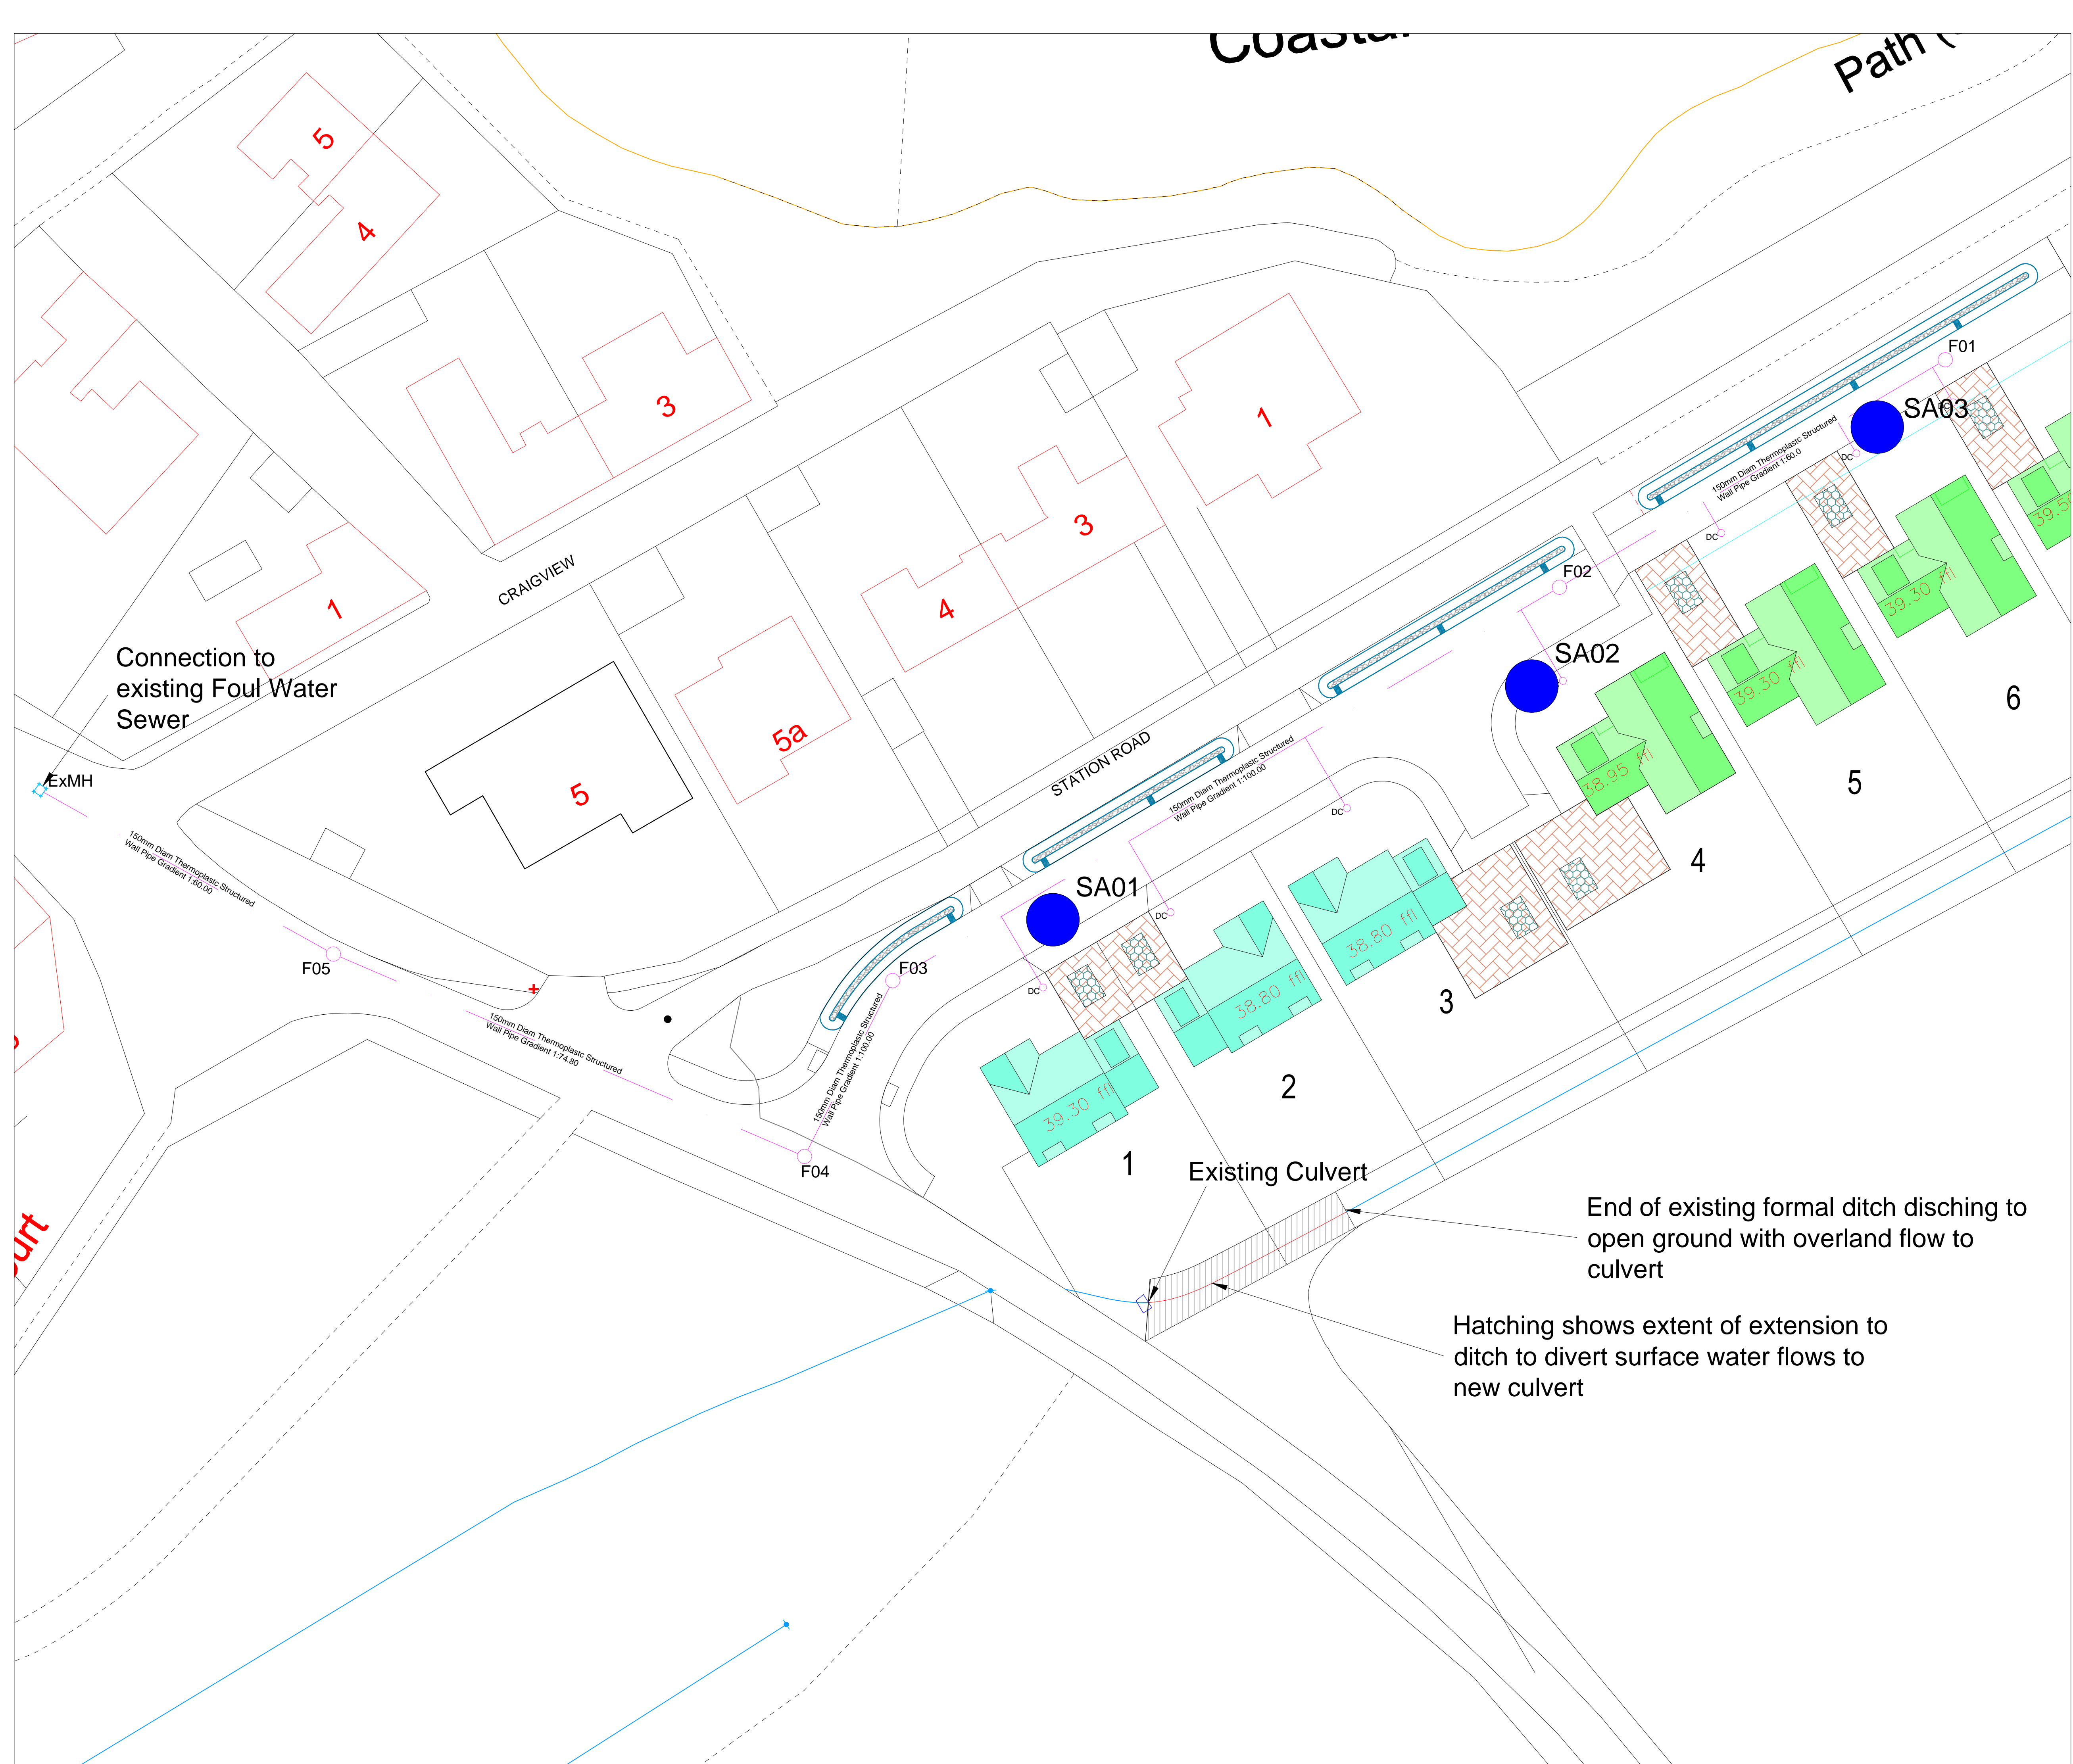 Path
5
4
F01
SA03
DC
3
1
150mm Diam Thermoplastc Structured
Wall Pipe Gradient 1:60.0
DC
DC
39.50
3
4
CRAIGVIEW
F02
39.30 ffl
1
SA02
39.30 ffl
6
Connection to
existing Foul Water
Sewer
5a
STATION ROAD
150mm Diam Thermoplastc Structured
Wall Pipe Gradient 1:100.00
38.95 ffl
5
ExMH
5
DC
4
150mm Diam Thermoplastc Structured
Wall Pipe Gradient 1:60.00
SA01
DC
38.80 ffl
F05
F03
DC
38.80 ffl
3
150mm Diam Thermoplastc Structured
Wall Pipe Gradient 1:74.80
150mm Diam Thermoplastc Structured
Wall Pipe Gradient 1:100.00
39.30 ffl
2
F04
1
Existing Culvert
End of existing formal ditch disching to
open ground with overland flow to
culvert
Hatching shows extent of extension to
ditch to divert surface water flows to
new culvert